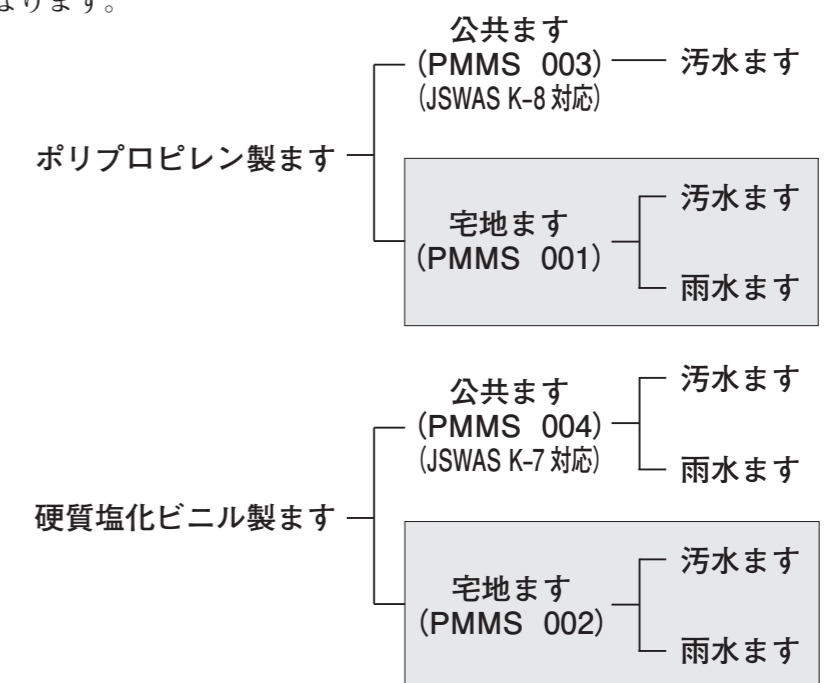 なります。
公共ます
(PMMS 003)
(JSWAS K-8 対応)
汚水ます
ポリプロピレン製ます
宅地ます
(PMMS 001)
汚水ます
雨水ます
公共ます
(PMMS 004)
(JSWAS K-7 対応)
汚水ます
雨水ます
硬質塩化ビニル製ます
宅地ます
(PMMS 002)
汚水ます
雨水ます